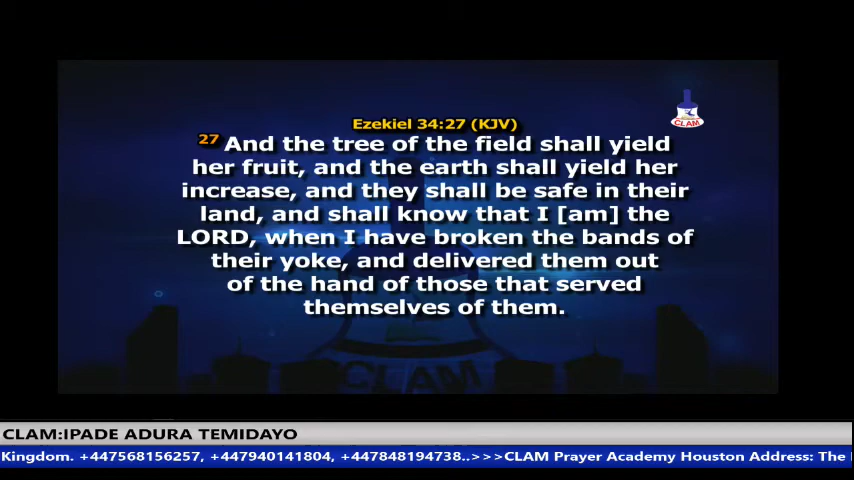 Ezekiel 34:27 (KJV)
27 And the tree of the field shall yield
her fruit, and the earth shall yield her
increase, and they shall be safe in their
land, and shall know that I [am] the
LORD, when I have broken the bands of
their yoke, and delivered them out
of the hand of those that served
themselves of them.
CLAM
CLAM
CLAM:IPADE ADURA TEMIDAYO
Kingdom. +447568156257, +447940141804, +447848194738..>>>CLAM Prayer Academy Houston Address: The